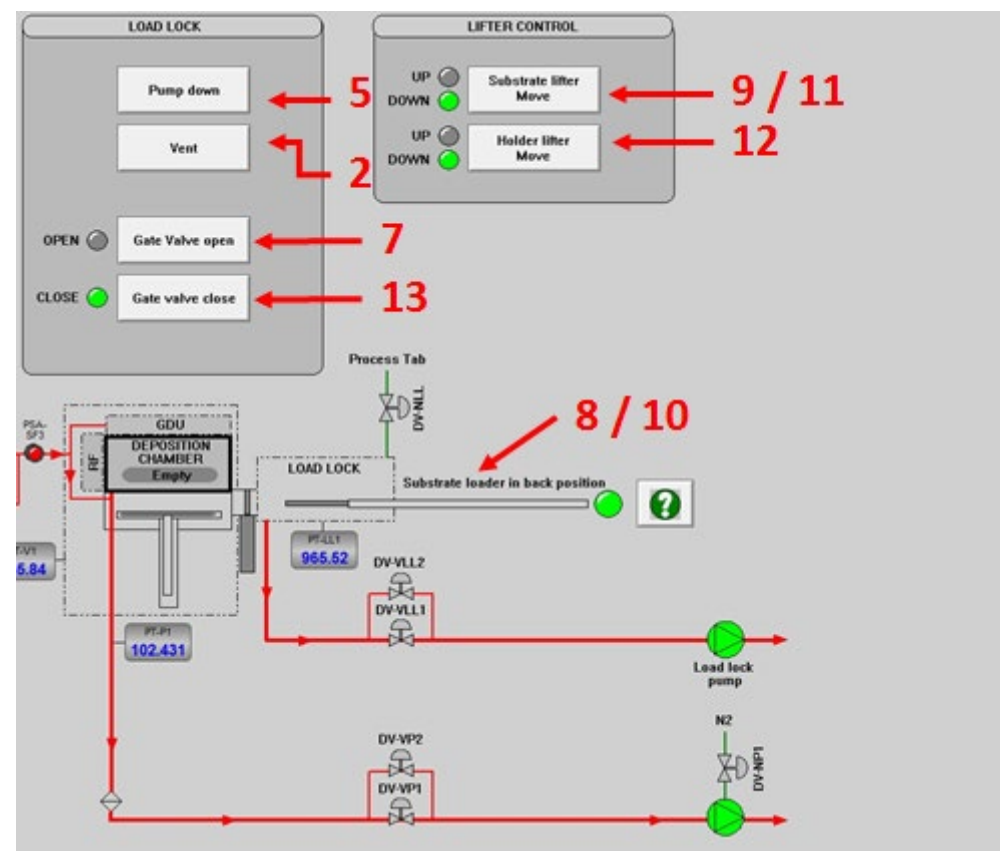 LOAD LOCK
Pump down
5
Vent
2
OPEN
Gate Valve open
7
CLOSE
Gate valve close
13
LIFTER CONTROL
UP
DOWN
Substrate lifter
Move
9 / 11
UP
DOWN
Holder lifter
Move
12
Process Tab
DV-NLL
8 / 10
PSA-
SF3
GDU
RF
DEPOSITION
CHAMBER
Empty
LOAD LOCK
Substrate loader in back position
?
T-V1
5.84
PT-LL1
965.52
DV-VLL2
DV-VLL1
PT-P1
102.431
Load lock
pump
N2
DV-NP1
DV-VP2
DV-VP1